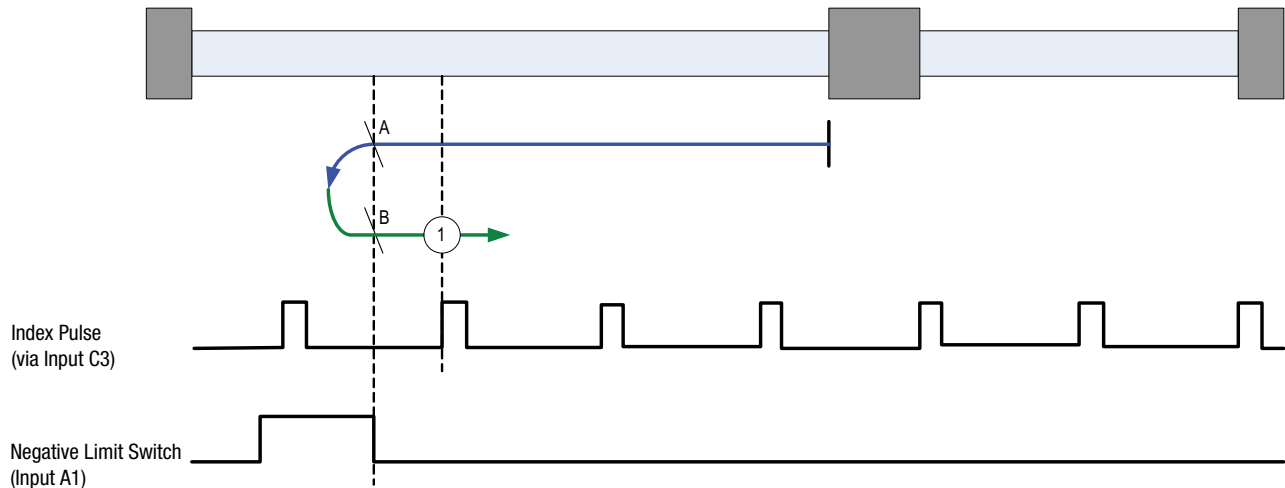 A
B
1
Index Pulse
(via Input C3)
Negative Limit Switch
(Input A1)